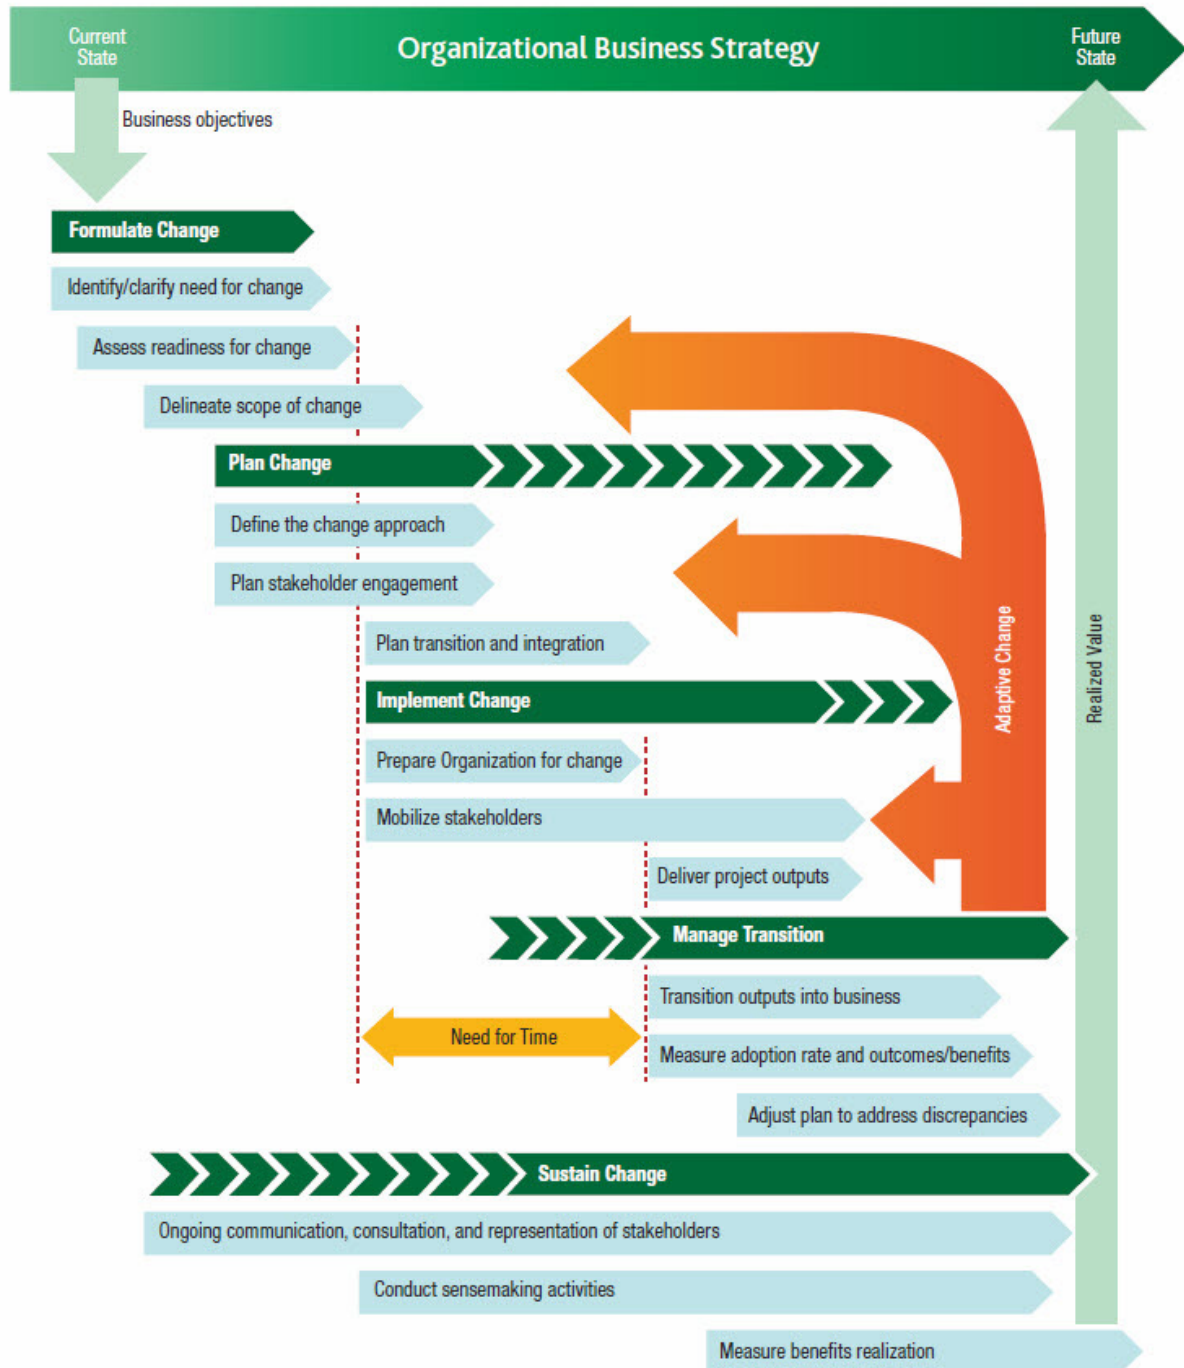 Current
State
Organizational Business Strategy
Future
State
Business objectives
Formulate Change
Identify/clarify need for change
Assess readiness for change
Delineate scope of change
Plan Change
Define the change approach
Plan stakeholder engagement
Plan transition and integration
Implement Change
Prepare Organization for change
Mobilize stakeholders
Deliver project outputs
Adaptive Change
Realized Value
Manage Transition
Transition outputs into business
Need for Time
Measure adoption rate and outcomes/benefits
Adjust plan to address discrepancies
Sustain Change
Ongoing communication, consultation, and representation of stakeholders
Conduct sensemaking activities
Measure benefits realization